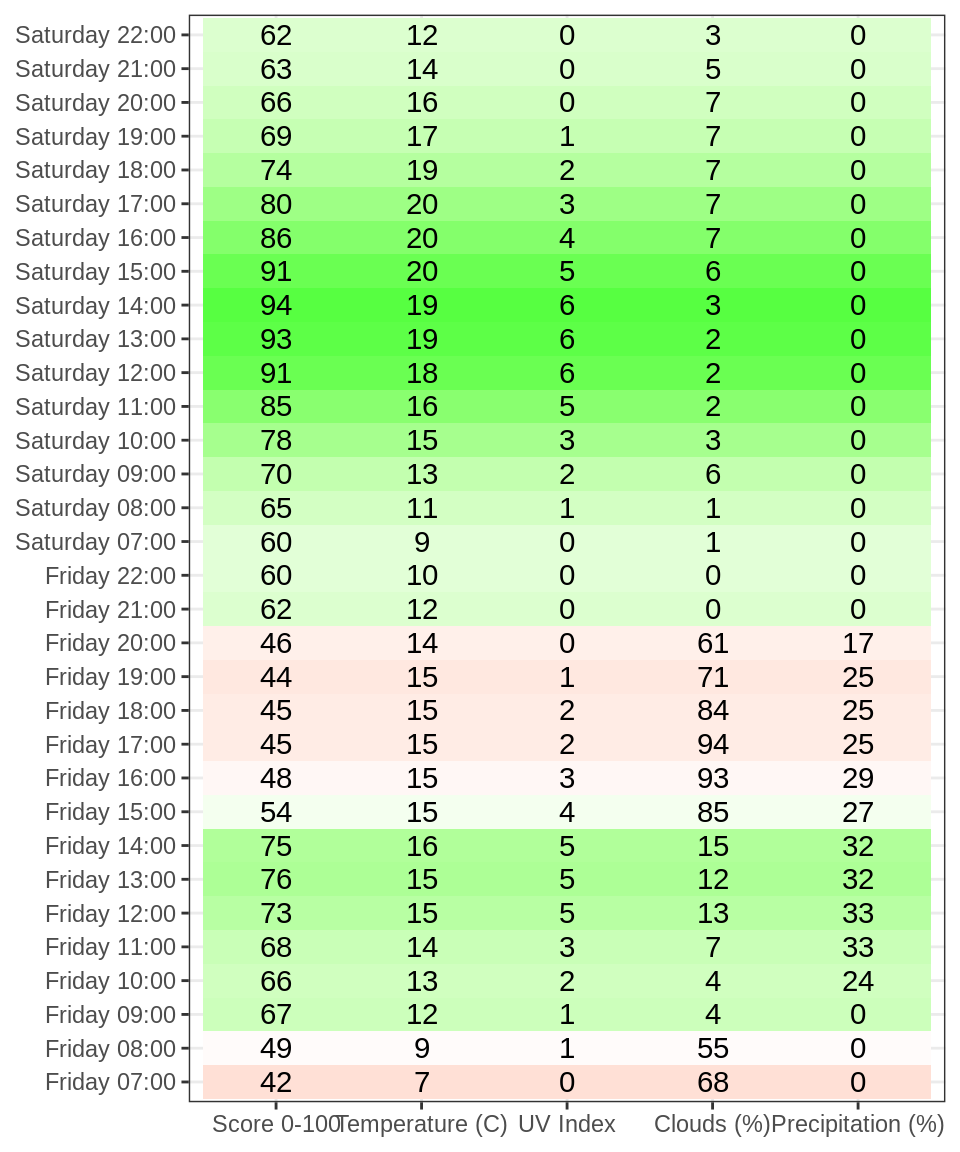 Saturday 22:00 62 12 0 3 0
Saturday 21:00 63 14 0 5 0
Saturday 20:00 66 16 0 7 0
Saturday 19:00 69 17 1 7 0
Saturday 18:00 74 19 2 7 0
Saturday 17:00 80 20 3 7 0
Saturday 16:00 86 20 4 7 0
Saturday 15:00 91 20 5 6 0
Saturday 14:00 94 19 6 3 0
Saturday 13:00 93 19 6 2 0
Saturday 12:00 91 18 6 2 0
Saturday 11:00 85 16 5 2 0
Saturday 10:00 78 15 3 3 0
Saturday 09:00 70 13 2 6 0
Saturday 08:00 65 11 1 1 0
Saturday 07:00 60 9 0 1 0
Friday 22:00 60 10 0 0 0
Friday 21:00 62 12 0 0 0
Friday 20:00 46 14 0 61 17
Friday 19:00 44 15 1 71 25
Friday 18:00 45 15 2 84 25
Friday 17:00 45 15 2 94 25
Friday 16:00 48 15 3 93 29
Friday 15:00 54 15 4 85 27
Friday 14:00 75 16 5 15 32
Friday 13:00 76 15 5 12 32
Friday 12:00 73 15 5 13 33
Friday 11:00 68 14 3 7 33
Friday 10:00 66 13 2 4 24
Friday 09:00 67 12 1 4 0
Friday 08:00 49 9 1 55 0
Friday 07:00 42 7 0 68 0
Score 0-100 Temperature (C) UV Index Clouds (%) Precipitation (%)